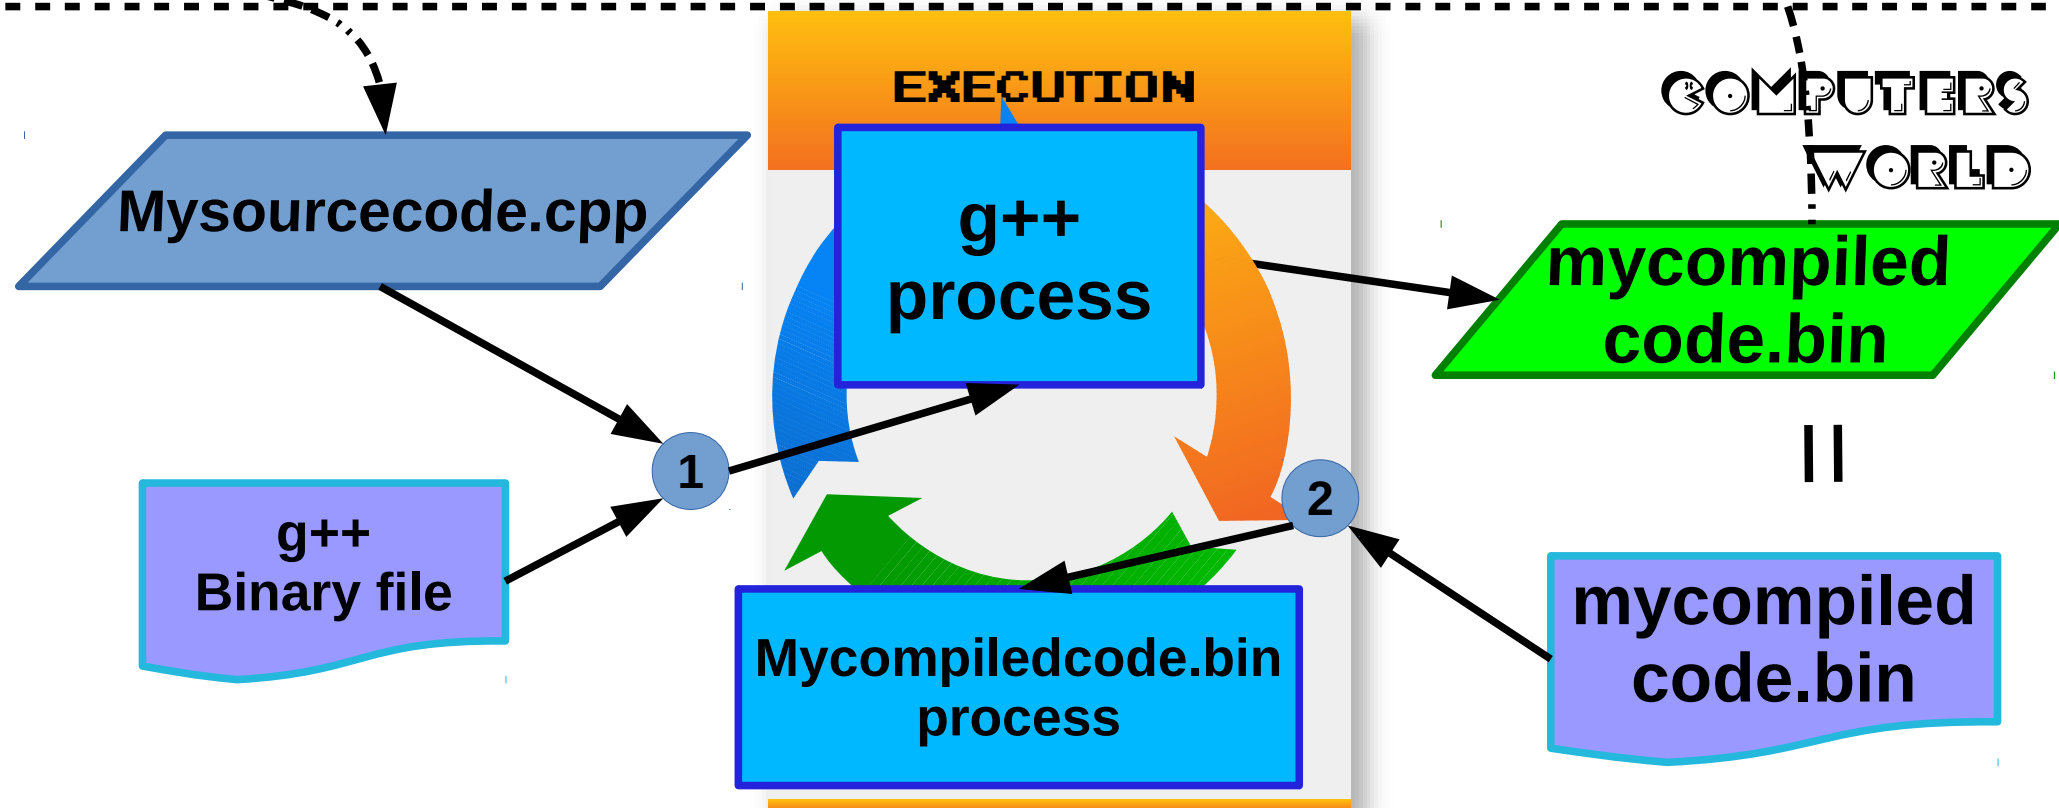 EXECUTION
COMPUTERS
WORLD
Mysourcecode.cpp
g++
process
mycompiled
code.bin
1
2
g++
Binary file
Mycompiledcode.bin
process
=
mycompiled
code.bin